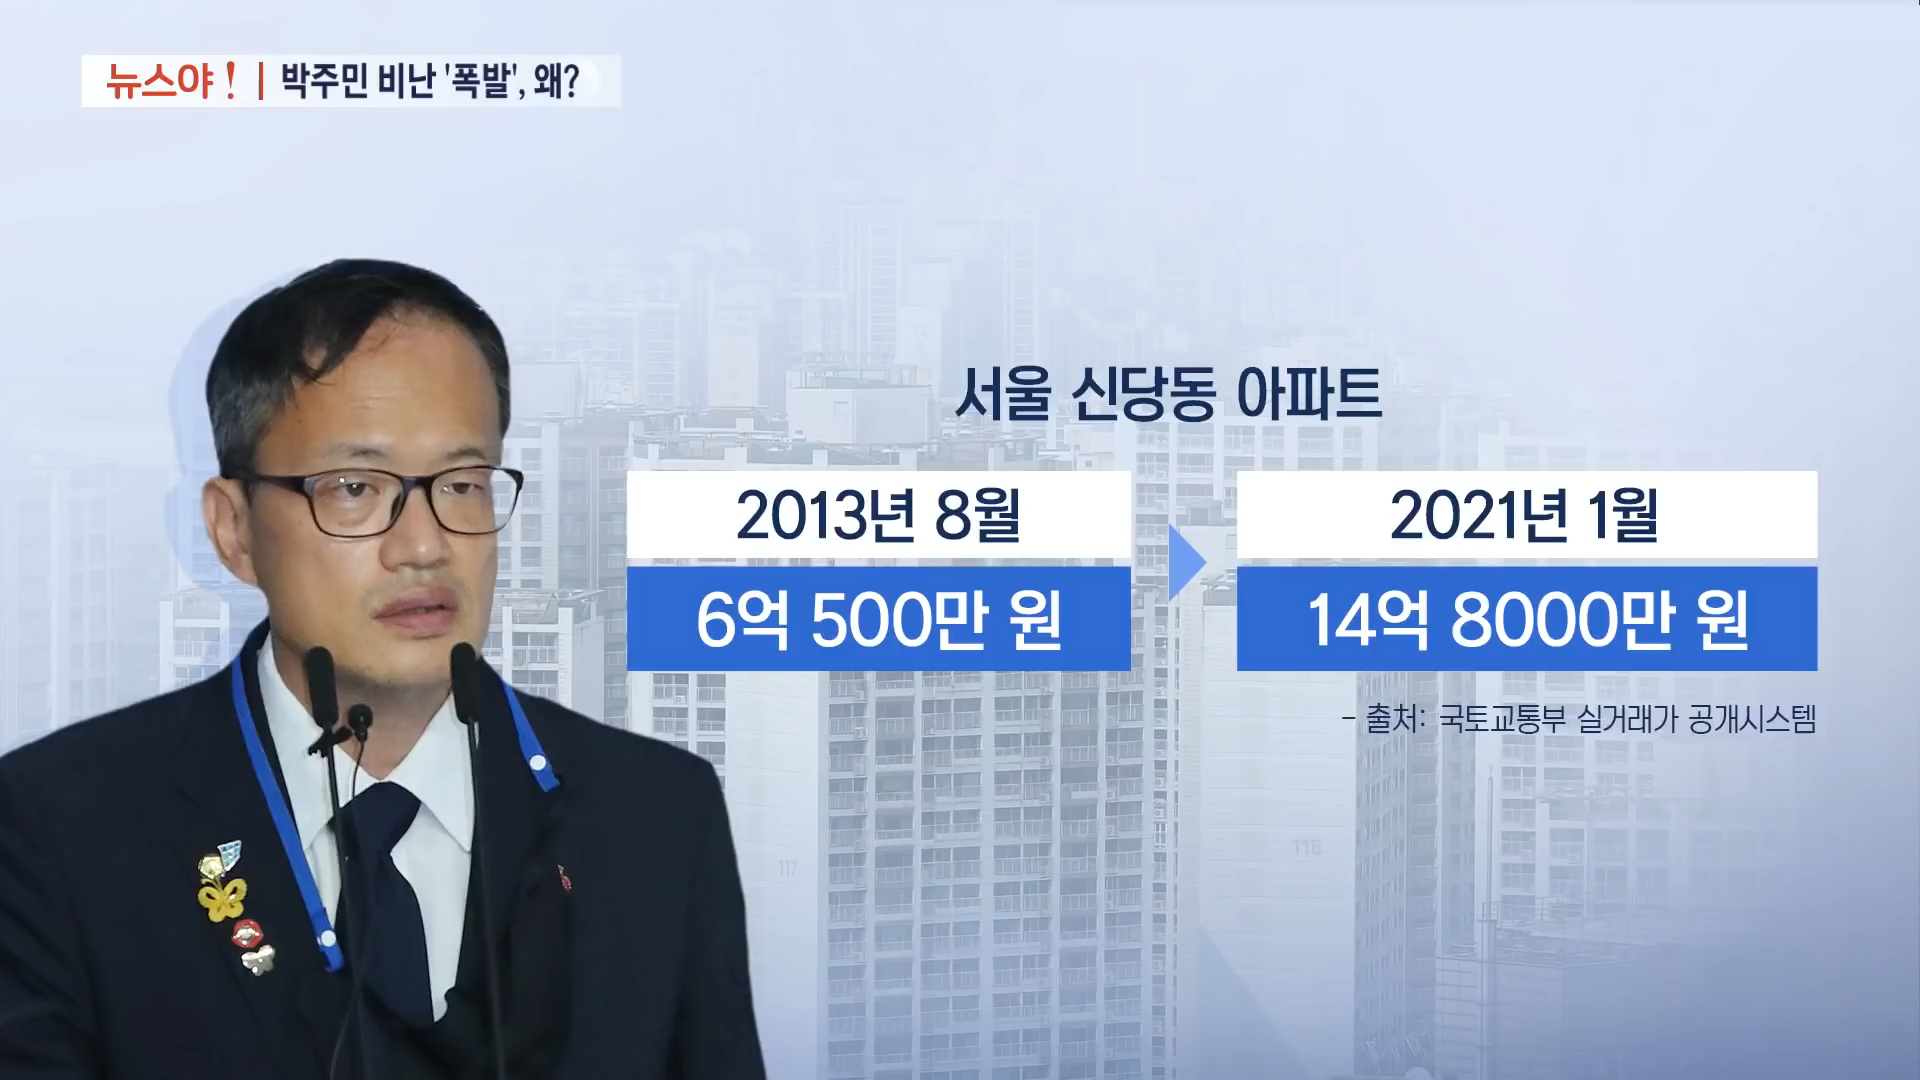 뉴스야! | 박주민 비난 '폭발', 왜?
서울 신당동 아파트
2013년 8월
6억 500만 원
2021년 1월
14억 8000만 원
- 출처: 국토교통부 실거래가 공개시스템
117
118